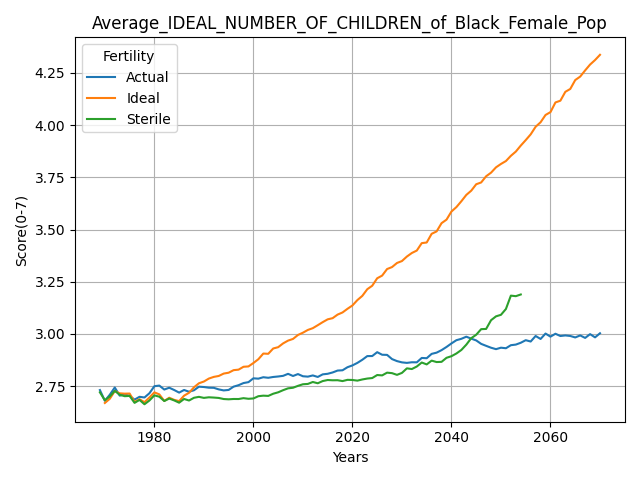 Average_IDEAL_NUMBER_OF_CHILDREN_of_Black_Female_Pop
Fertility
Actual
Ideal
Sterile
Score(0-7)
4.25
4.00
3.75
3.50
3.25
3.00
2.75
1980
2000
2020
2040
2060
Years